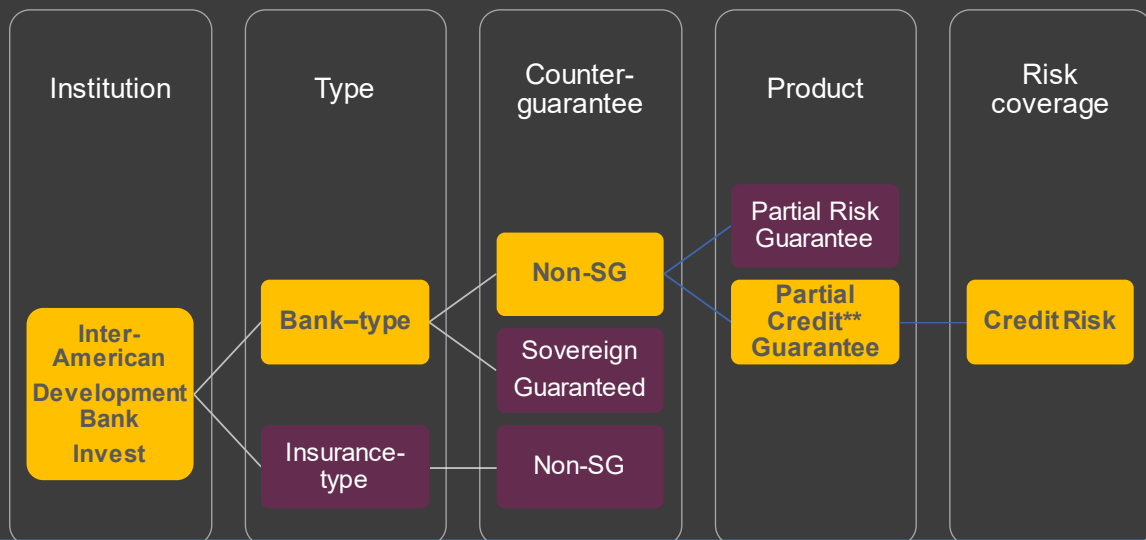 Institution
Type
Counter-
guarantee
Product
Risk
coverage
Inter-
American
Development
Bank
Invest
Bank–type
Insurance-
type
Non-SG
Sovereign
Guaranteed
Non-SG
Partial Risk
Guarantee
Partial
Credit**
Guarantee
Credit Risk